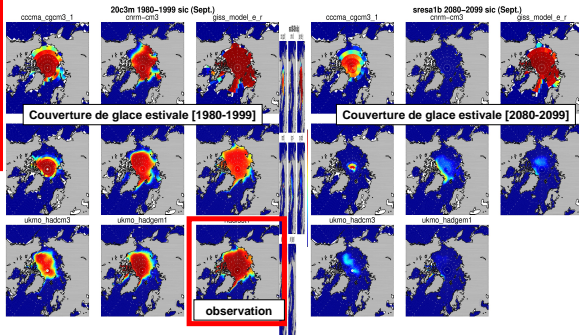 20c3m 1980−1999 sic (Sept.)
sresa1b 2080−2099 sic (Sept.)
cccma_cgcm3_1
cnrm−cm3
giss_model_e_r
cccma_cgcm3_1
cnrm−cm3
giss_model_e_r
Couverture de glace estivale [1980-1999]
Couverture de glace estivale [2080-2099]
ukmo_hadcm3
ukmo_hadgem1
ukmo_hadcm3
ukmo_hadgem1
observation